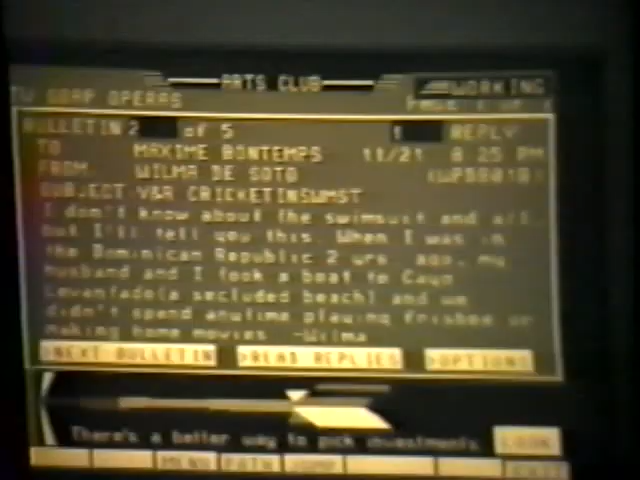 ARTS CLUB
WORKING
TV SOAP OPERAS
BULLETIN 2 of 5 1 REPLY
TO MAXIME BONTEMPS 11/21 8:25 PM
FROM WILMA DE SOTO
SUBJECT V&A CRICKETINSWMST
I don't know about the swimsuit and all,
but I'll tell you this. When I was in
the Dominican Republic 2 yrs. ago, my
husband and I took a boat to Cayo
Levantado(a secluded beach) and we
didn't spend anytime playing frisbee or
making home movies -Wilma
>NEXT BULLETIN >READ REPLIES >OPTIONS
There's a better way to pick investments
LOOK
MENU PATH JUMP EXIT